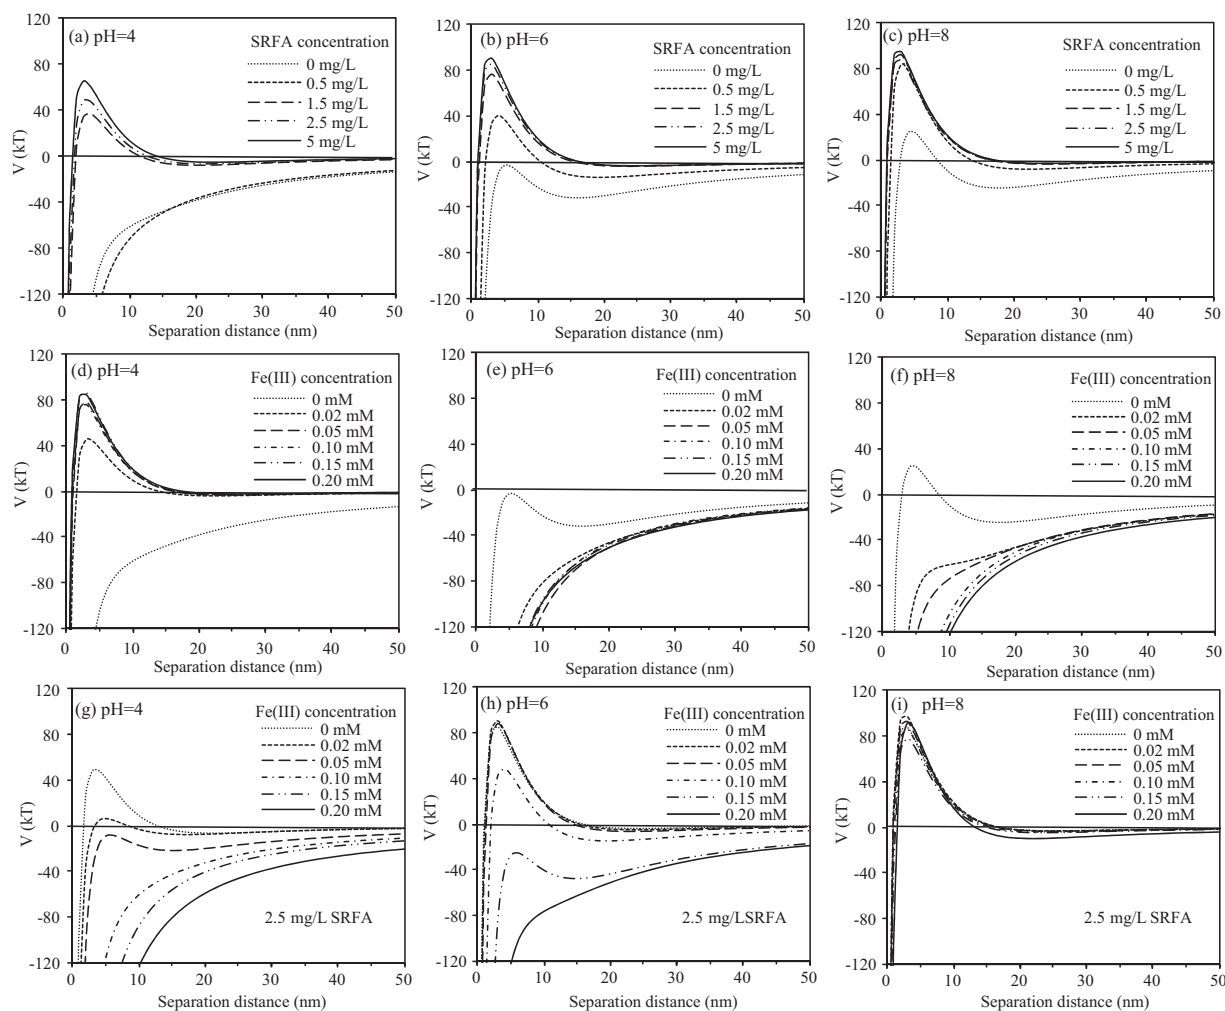 (a) pH=4
SRFA concentration
0 mg/L
0.5 mg/L
1.5 mg/L
2.5 mg/L
5 mg/L
120
80
40
0
-40
-80
-120
V (kT)
0 10 20 30 40 50
Separation distance (nm)
(b) pH=6
SRFA concentration
0 mg/L
0.5 mg/L
1.5 mg/L
2.5 mg/L
5 mg/L
120
80
40
0
-40
-80
-120
V (kT)
0 10 20 30 40 50
Separation distance (nm)
(c) pH=8
SRFA concentration
0 mg/L
0.5 mg/L
1.5 mg/L
2.5 mg/L
5 mg/L
120
80
40
0
-40
-80
-120
V (kT)
0 10 20 30 40 50
Separation distance (nm)
(d) pH=4
Fe(III) concentration
0 mM
0.02 mM
0.05 mM
0.10 mM
0.15 mM
0.20 mM
120
80
40
0
-40
-80
-120
V (kT)
0 10 20 30 40 50
Separation distance (nm)
(e) pH=6
Fe(III) concentration
0 mM
0.02 mM
0.05 mM
0.10 mM
0.15 mM
0.20 mM
120
80
40
0
-40
-80
-120
V (kT)
0 10 20 30 40 50
Separation distance (nm)
(f) pH=8
Fe(III) concentration
0 mM
0.02 mM
0.05 mM
0.10 mM
0.15 mM
0.20 mM
120
80
40
0
-40
-80
-120
V (kT)
0 10 20 30 40 50
Separation distance (nm)
(g) pH=4
Fe(III) concentration
0 mM
0.02 mM
0.05 mM
0.10 mM
0.15 mM
0.20 mM
2.5 mg/L SRFA
120
80
40
0
-40
-80
-120
V (kT)
0 10 20 30 40 50
Separation distance (nm)
(h) pH=6
Fe(III) concentration
0 mM
0.02 mM
0.05 mM
0.10 mM
0.15 mM
0.20 mM
2.5 mg/LSRFA
120
80
40
0
-40
-80
-120
V (kT)
0 10 20 30 40 50
Separation distance (nm)
(i) pH=8
Fe(III) concentration
0 mM
0.02 mM
0.05 mM
0.10 mM
0.15 mM
0.20 mM
2.5 mg/L SRFA
120
80
40
0
-40
-80
-120
V (kT)
0 10 20 30 40 50
Separation distance (nm)